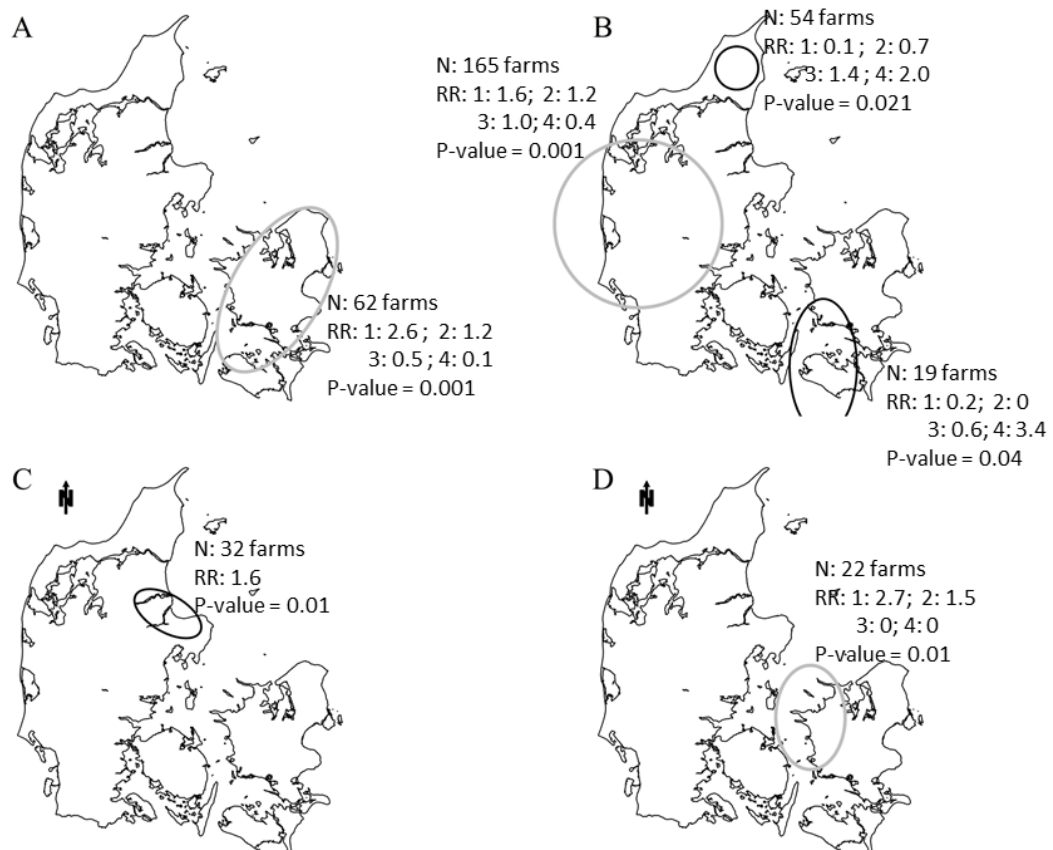 A
N: 62 farms
RR: 1: 2.6 ; 2: 1.2
3: 0.5 ; 4: 0.1
P-value = 0.001
B
N: 165 farms
RR: 1: 1.6; 2: 1.2
3: 1.0; 4: 0.4
P-value = 0.001
N: 54 farms
RR: 1: 0.1 ; 2: 0.7
3: 1.4 ; 4: 2.0
P-value = 0.021
N: 19 farms
RR: 1: 0.2; 2: 0
3: 0.6; 4: 3.4
P-value = 0.04
C
N
N: 32 farms
RR: 1.6
P-value = 0.01
D
N
N: 22 farms
RR: 1: 2.7; 2: 1.5
3: 0; 4: 0
P-value = 0.01